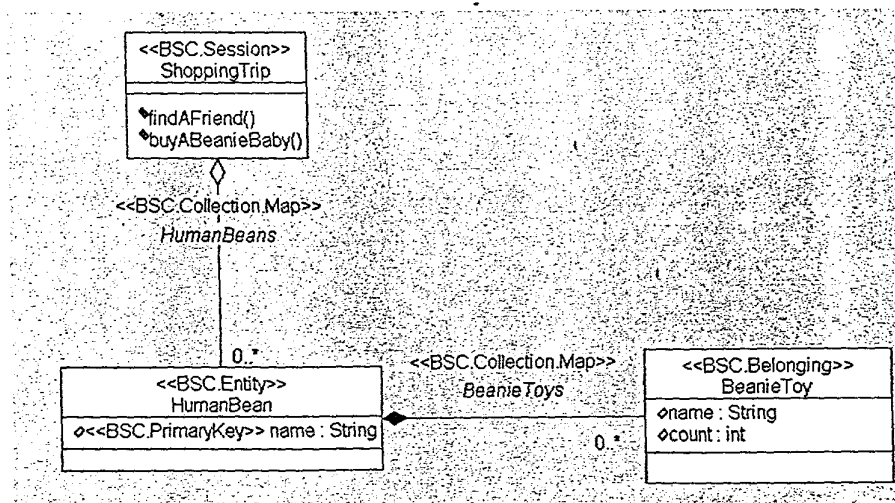 <<BSC.Session>>
ShoppingTrip
findAFriend()
buyABeanieBaby()
<<BSC.Collection.Map>>
HumanBeans
0..*
<<BSC.Entity>>
HumanBean
<<BSC.PrimaryKey>> name : String
<<BSC.Collection.Map>>
BeanieToys
0..*
<<BSC.Belonging>>
BeanieToy
name : String
count : int